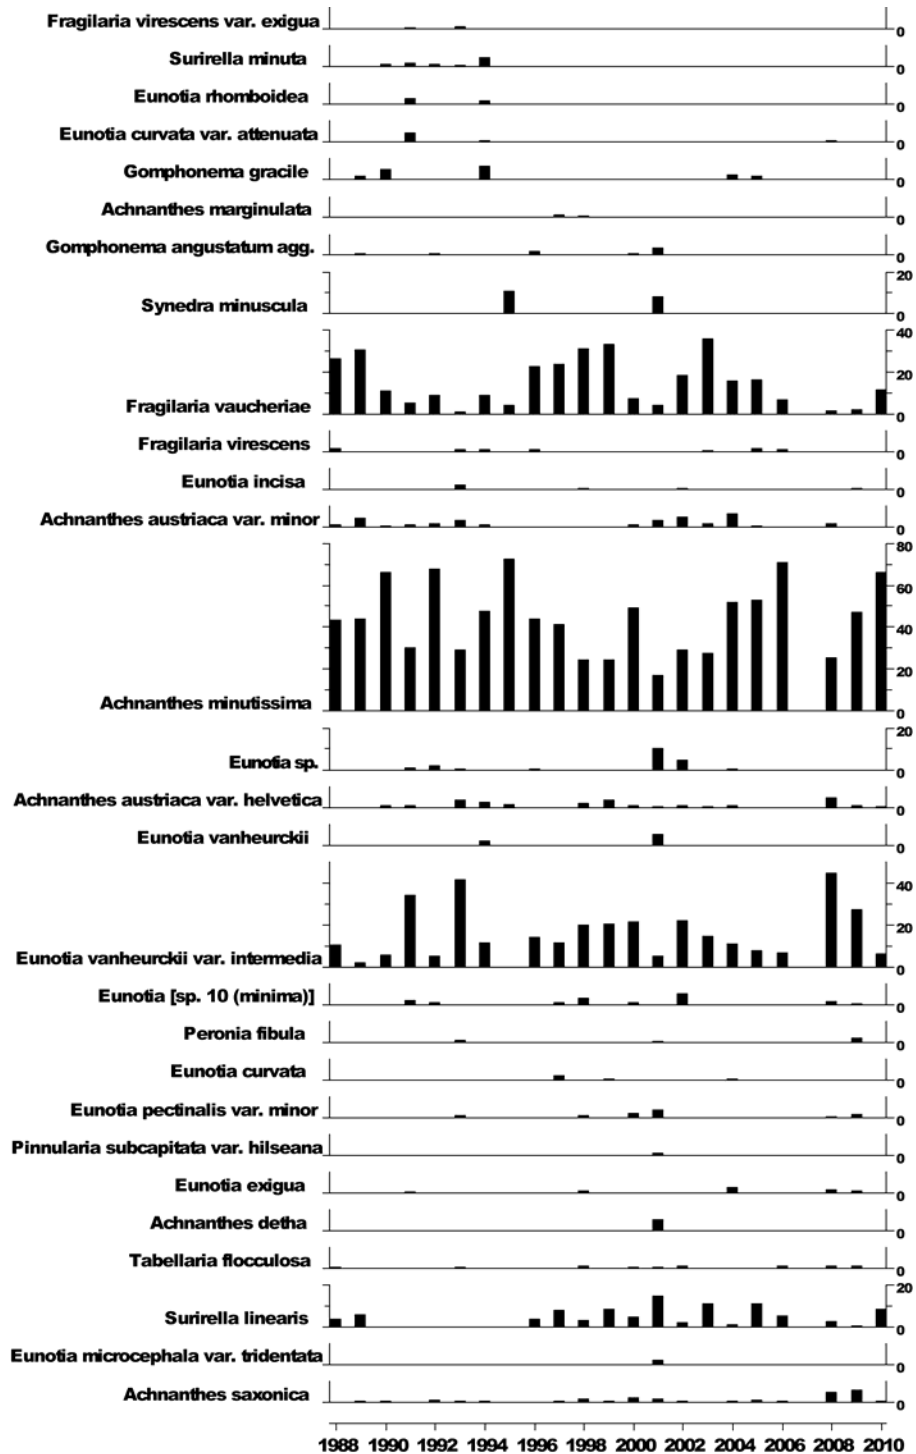 Fragilaria virescens var. exigua 0
Surirella minuta 0
Eunotia rhomboidea 0
Eunotia curvata var. attenuata 0
Gomphonema gracile 0
Achnanthes marginulata 0
Gomphonema angustatum agg. 0
20
Synedra minuscula 0
40
20
Fragilaria vaucheriae 0
Fragilaria virescens 0
Eunotia incisa 0
Achnanthes austriaca var. minor 0
80
60
40
20
Achnanthes minutissima 0
20
Eunotia sp. 0
Achnanthes austriaca var. helvetica 0
Eunotia vanheurckii 0
40
20
Eunotia vanheurckii var. intermedia 0
Eunotia [sp. 10 (minima)] 0
Peronia fibula 0
Eunotia curvata 0
Eunotia pectinalis var. minor 0
Pinnularia subcapitata var. hilseana 0
Eunotia exigua 0
Achnanthes detha 0
Tabellaria flocculosa 0
20
Surirella linearis 0
Eunotia microcephala var. tridentata 0
Achnanthes saxonica 0
1988 1990 1992 1994 1996 1998 2000 2002 2004 2006 2008 2010